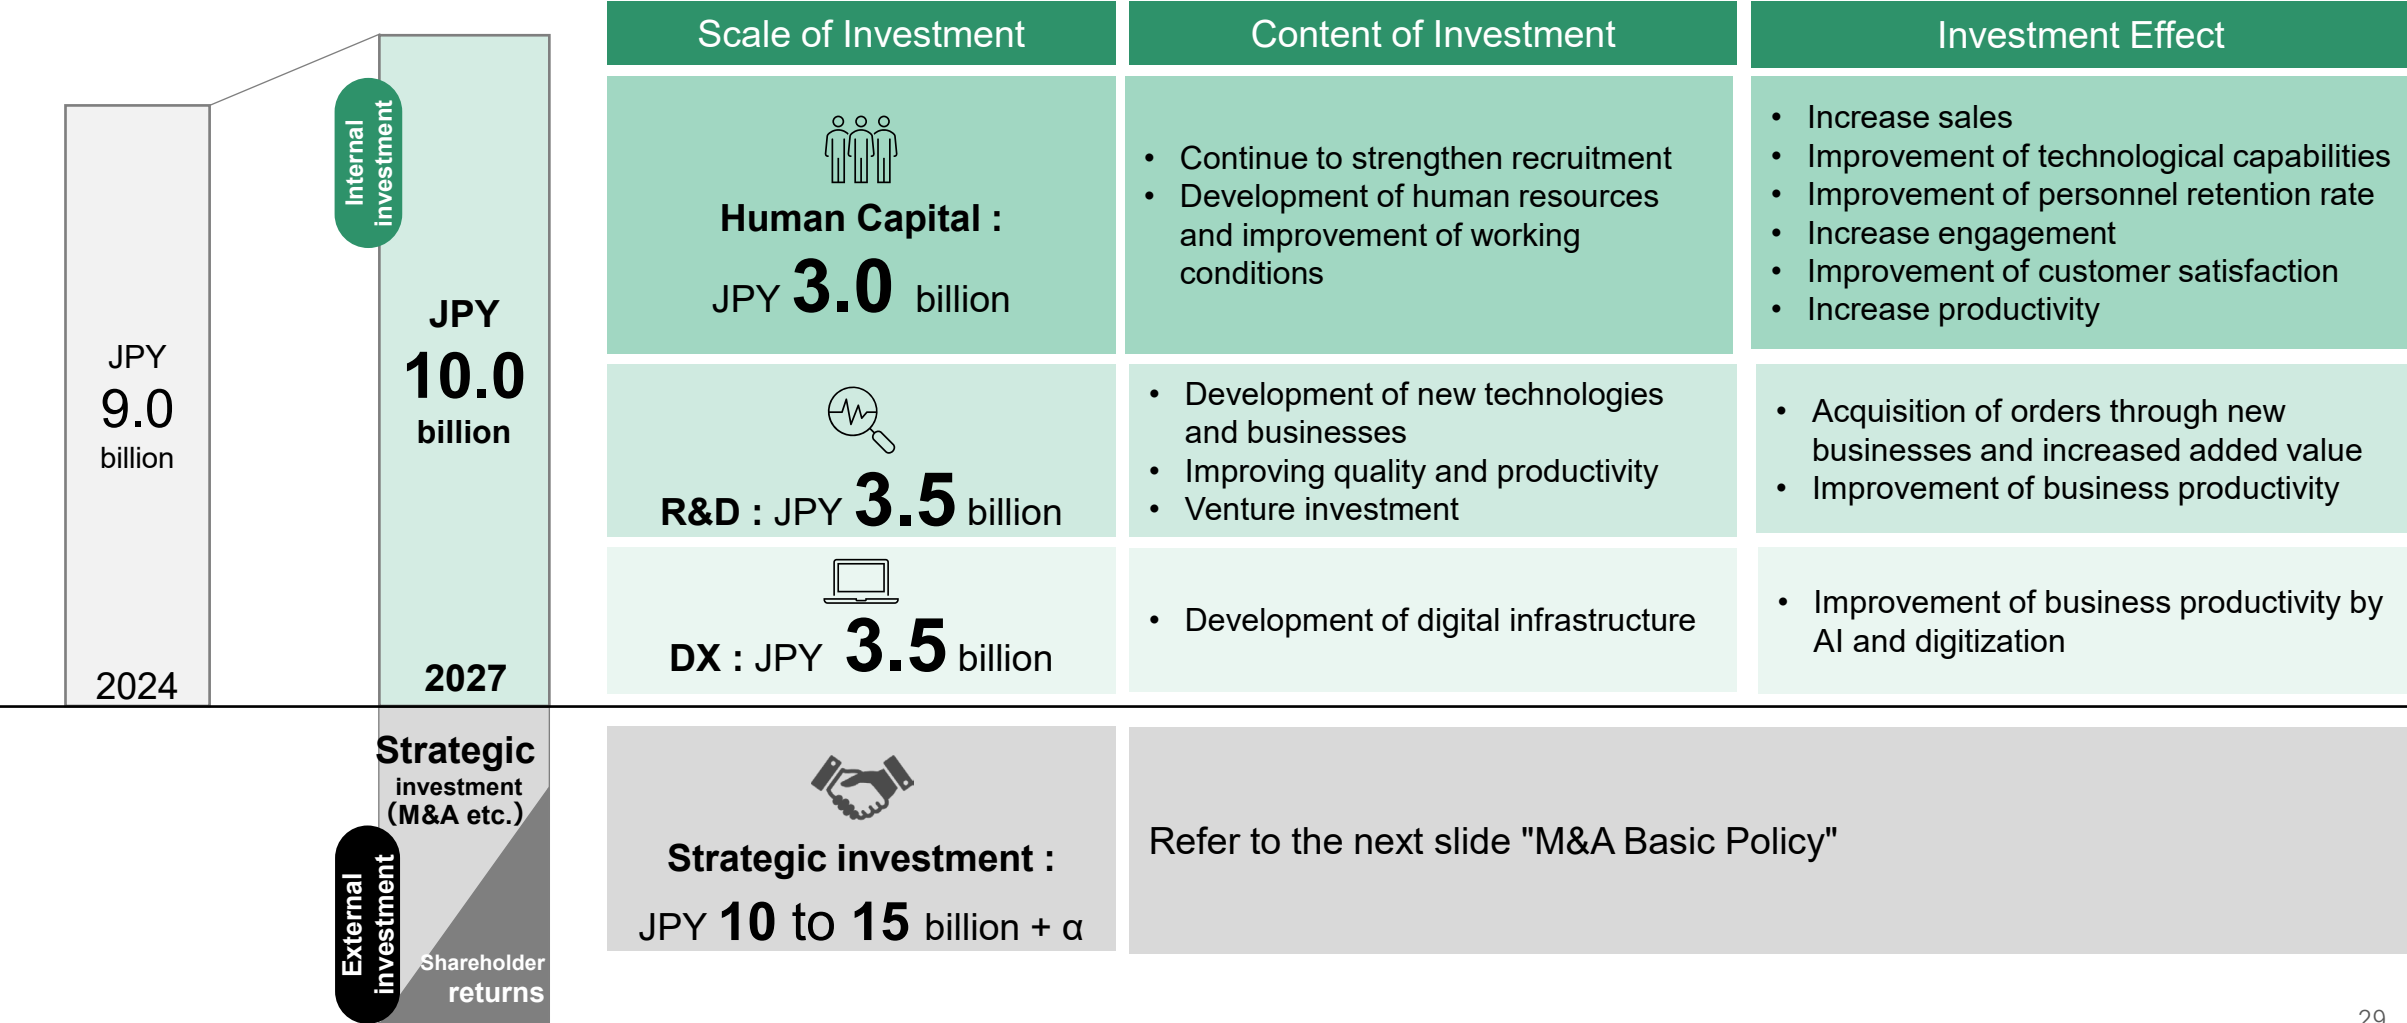 Scale of Investment
Content of Investment
Investment Effect
Internal
investment
JPY
9.0
billion
2024
JPY
10.0
billion
2027
Human Capital :
JPY 3.0 billion
• Continue to strengthen recruitment
• Development of human resources
and improvement of working
conditions
• Increase sales
• Improvement of technological capabilities
• Improvement of personnel retention rate
• Increase engagement
• Improvement of customer satisfaction
• Increase productivity
R&D : JPY 3.5 billion
• Development of new technologies
and businesses
• Improving quality and productivity
• Venture investment
• Acquisition of orders through new
businesses and increased added value
• Improvement of business productivity
DX : JPY 3.5 billion
• Development of digital infrastructure
• Improvement of business productivity by
AI and digitization
Strategic
investment
（M&A etc.）
External
investment
Shareholder
returns
Strategic investment :
JPY 10 to 15 billion + α
Refer to the next slide "M&A Basic Policy"
29